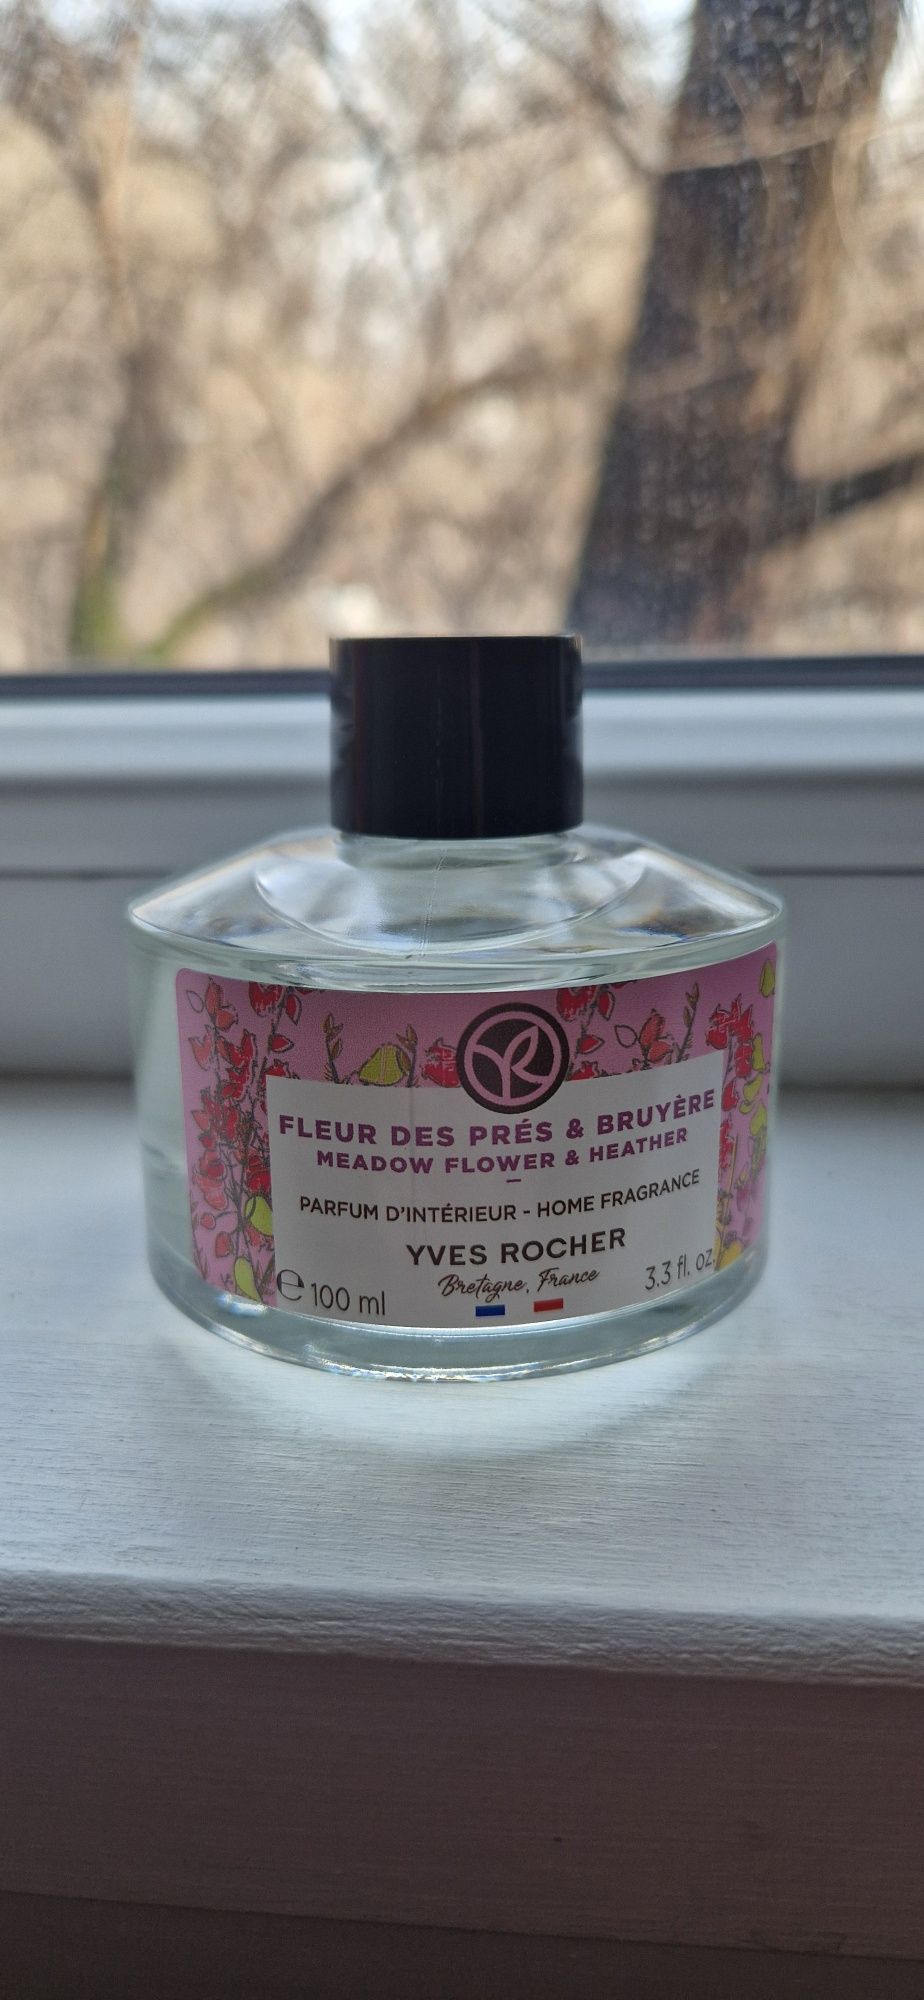 FLEUR DES PRÉS & BRUYÈRE
MEADOW FLOWER & HEATHER
PARFUM D'INTÉRIEUR - HOME FRAGRANCE
YVES ROCHER
Bretagne, France
e 100 ml
3.3 fl. oz.